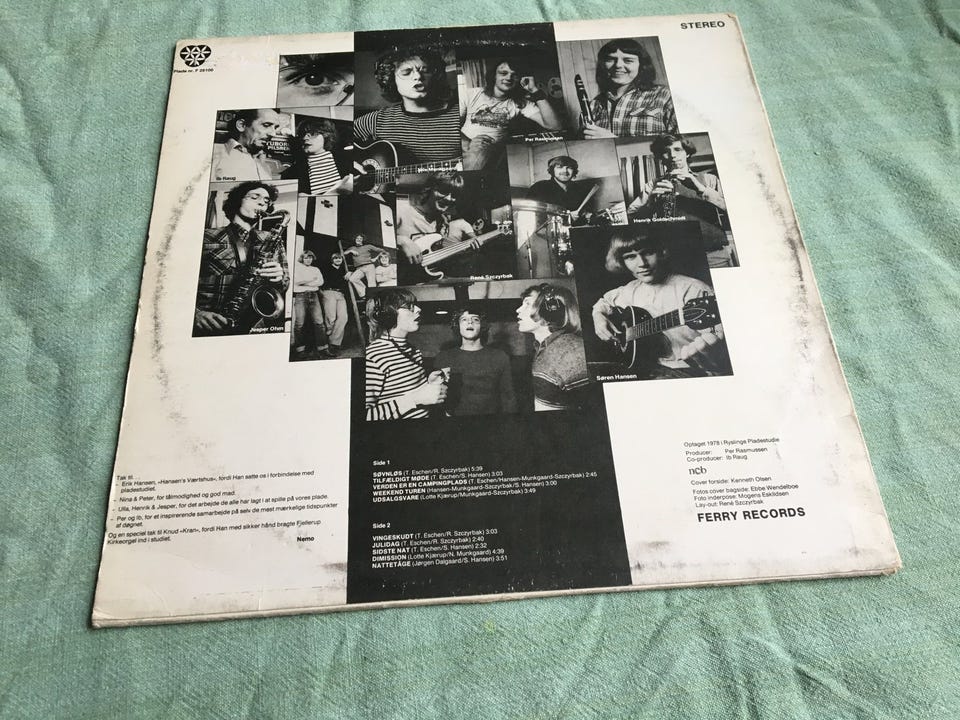 STEREO
Plade nr. F 28100
TUBORG
PILSNER
Ib Raug
Per Rasmussen
Henrik Goldschmidt
Jesper Ohm
René Szczyrbak
Søren Hansen
Side 1
SØVNLØS (T. Eschen/R. Szczyrbak) 5:39
TILFÆLDIGT MØDE (T. Eschen/S. Hansen) 3:03
VERDEN ER EN CAMPINGPLADS (T. Eschen/Hansen-Munkgaard-Szczyrbak) 2:45
WEEKEND TUREN (Hansen-Munkgaard-Szczyrbak/S. Hansen) 3:00
UDSALGSVARE (Lotte Kjærup/Munkgaard-Szczyrbak) 3:49
Side 2
VINGESKUDT (T. Eschen/R. Szczyrbak) 3:03
JULIDAG (T. Eschen/R. Szczyrbak) 2:40
SIDSTE NAT (T. Eschen/S. Hansen) 2:32
DIMISSION (Lotte Kjærup/N. Munkgaard) 4:39
NATTETÅGE (Jørgen Dalgaard/S. Hansen) 3:51
Tak til...
- Erik Hansen, »Hansen's Værtshus«, fordi Han satte os i forbindelse med
pladestudiet.
- Nina & Peter, for tålmodighed og god mad.
- Ulla, Henrik & Jesper, for det arbejde de alle har lagt i at spille på vores plade.
- Per og Ib, for et inspirerende samarbejde på selv de mest mærkelige tidspunkter
af døgnet.
Og en speciel tak til Knud »Kran«, fordi Han med sikker hånd bragte Fjellerup
Kirkeorgel ind i studiet.
Nemo
Optaget 1978 i Ryslinge Pladestudie
Producer: Per Rasmussen
Co-producer: Ib Raug
ncb
Cover forside: Kenneth Olsen
Fotos cover bagside: Ebbe Wendelboe
Foto inderpose: Mogens Esklidsen
Lay-out: René Szczyrbak
FERRY RECORDS